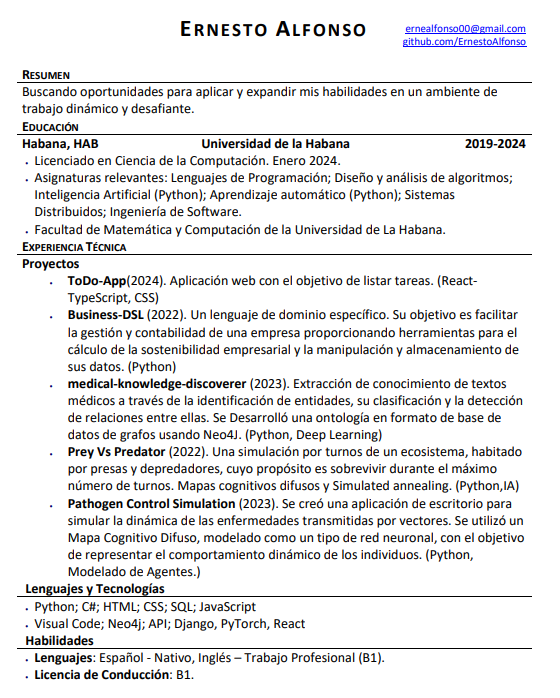 ERNESTO ALFONSO
ernealfonso00@gmail.com
github.com/ErnestoAlfonso
RESUMEN
Buscando oportunidades para aplicar y expandir mis habilidades en un ambiente de
trabajo dinámico y desafiante.
EDUCACIÓN
Habana, HAB Universidad de la Habana 2019-2024
• Licenciado en Ciencia de la Computación. Enero 2024.
• Asignaturas relevantes: Lenguajes de Programación; Diseño y análisis de algoritmos;
Inteligencia Artificial (Python); Aprendizaje automático (Python); Sistemas
Distribuidos; Ingeniería de Software.
• Facultad de Matemática y Computación de la Universidad de La Habana.
EXPERIENCIA TÉCNICA
Proyectos
• ToDo-App(2024). Aplicación web con el objetivo de listar tareas. (React-
TypeScript, CSS)
• Business-DSL (2022). Un lenguaje de dominio específico. Su objetivo es facilitar
la gestión y contabilidad de una empresa proporcionando herramientas para el
cálculo de la sostenibilidad empresarial y la manipulación y almacenamiento de
sus datos. (Python)
• medical-knowledge-discoverer (2023). Extracción de conocimiento de textos
médicos a través de la identificación de entidades, su clasificación y la detección
de relaciones entre ellas. Se Desarrolló una ontología en formato de base de
datos de grafos usando Neo4J. (Python, Deep Learning)
• Prey Vs Predator (2022). Una simulación por turnos de un ecosistema, habitado
por presas y depredadores, cuyo propósito es sobrevivir durante el máximo
número de turnos. Mapas cognitivos difusos y Simulated annealing. (Python,IA)
• Pathogen Control Simulation (2023). Se creó una aplicación de escritorio para
simular la dinámica de las enfermedades transmitidas por vectores. Se utilizó un
Mapa Cognitivo Difuso, modelado como un tipo de red neuronal, con el objetivo
de representar el comportamiento dinámico de los individuos. (Python,
Modelado de Agentes.)
Lenguajes y Tecnologías
• Python; C#; HTML; CSS; SQL; JavaScript
• Visual Code; Neo4j; API; Django, PyTorch, React
Habilidades
• Lenguajes: Español - Nativo, Inglés – Trabajo Profesional (B1).
• Licencia de Conducción: B1.